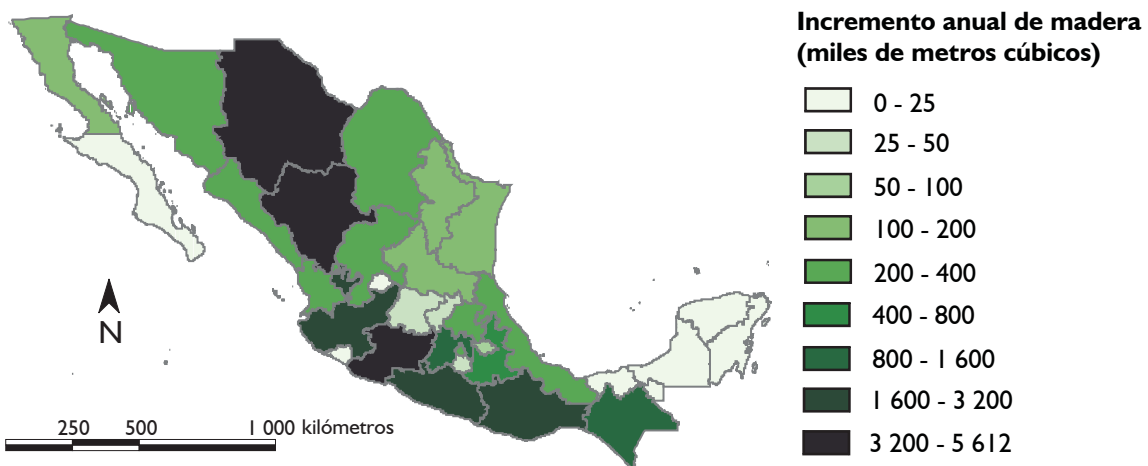 Incremento anual de madera
(miles de metros cúbicos)
0 - 25
25 - 50
50 - 100
100 - 200
200 - 400
400 - 800
800 - 1 600
1 600 - 3 200
3 200 - 5 612
N
250 500 1 000 kilómetros